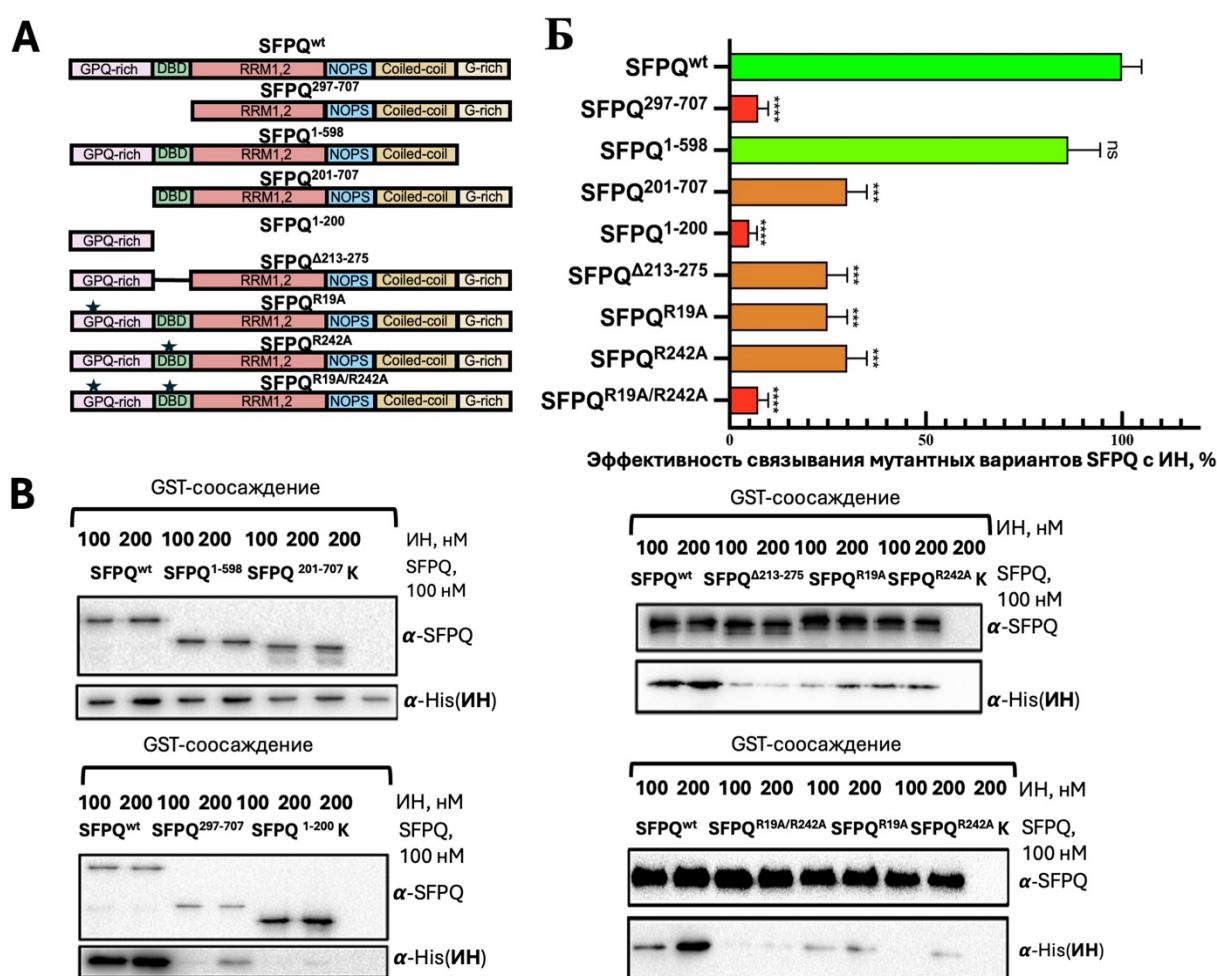 А
SFPQwt
GPQ-rich DBD RRM1,2 NOPS Coiled-coil G-rich
SFPQ297-707
RRM1,2 NOPS Coiled-coil G-rich
SFPQ1-598
GPQ-rich DBD RRM1,2 NOPS Coiled-coil
SFPQ201-707
DBD RRM1,2 NOPS Coiled-coil G-rich
SFPQ1-200
GPQ-rich
SFPQΔ213-275
GPQ-rich RRM1,2 NOPS Coiled-coil G-rich
SFPQR19A
GPQ-rich DBD RRM1,2 NOPS Coiled-coil G-rich
SFPQR242A
GPQ-rich DBD RRM1,2 NOPS Coiled-coil G-rich
SFPQR19A/R242A
GPQ-rich DBD RRM1,2 NOPS Coiled-coil G-rich
Б
SFPQwt
SFPQ297-707 ****
SFPQ1-598 ns
SFPQ201-707 ***
SFPQ1-200 ****
SFPQΔ213-275 ***
SFPQR19A ***
SFPQR242A ***
SFPQR19A/R242A ****
0 50 100
Эффективность связывания мутантных вариантов SFPQ с ИН, %
В
GST-соосаждение
100 200 100 200 100 200 200 ИН, нМ
SFPQwt SFPQ1-598 SFPQ 201-707 К SFPQ,
100 нМ
α-SFPQ
α-His(ИН)
GST-соосаждение
100 200 100 200 100 200 100 200 200 ИН, нМ
SFPQwt SFPQΔ213-275 SFPQR19A SFPQR242A К SFPQ,
100 нМ
α-SFPQ
α-His(ИН)
GST-соосаждение
100 200 100 200 100 200 200 ИН, нМ
SFPQwt SFPQ297-707 SFPQ 1-200 К SFPQ,
100 нМ
α-SFPQ
α-His(ИН)
GST-соосаждение
100 200 100 200 100 200 100 200 200 ИН, нМ
SFPQwt SFPQR19A/R242A SFPQR19A SFPQR242A К SFPQ,
100 нМ
α-SFPQ
α-His(ИН)